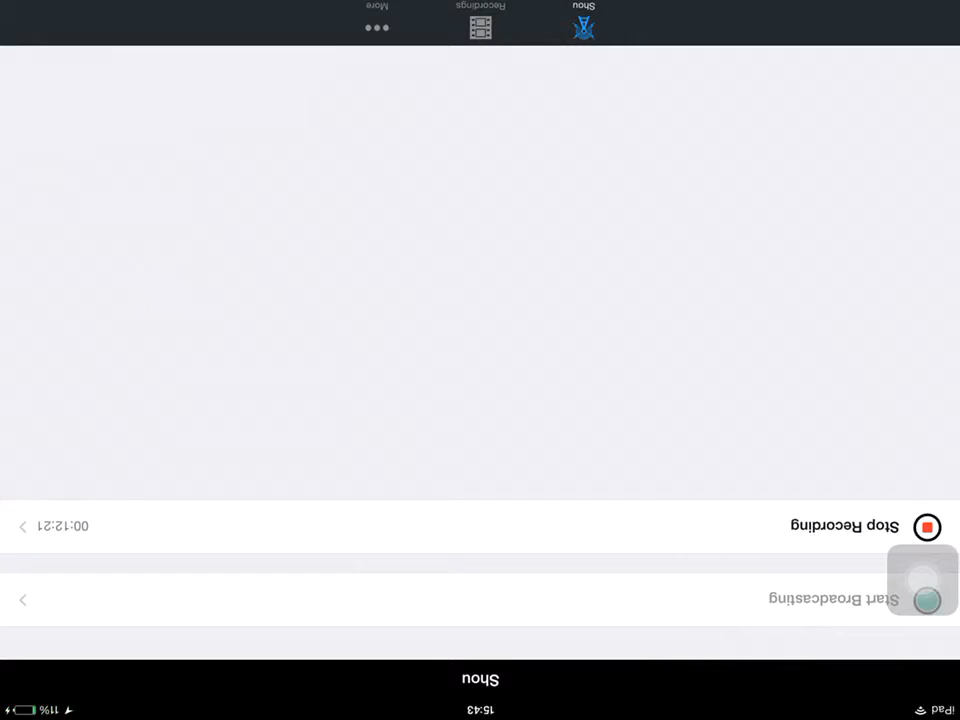 iPad 15:43 11%
Shou
Start Broadcasting
Stop Recording 00:12:21
Shou Recordings More